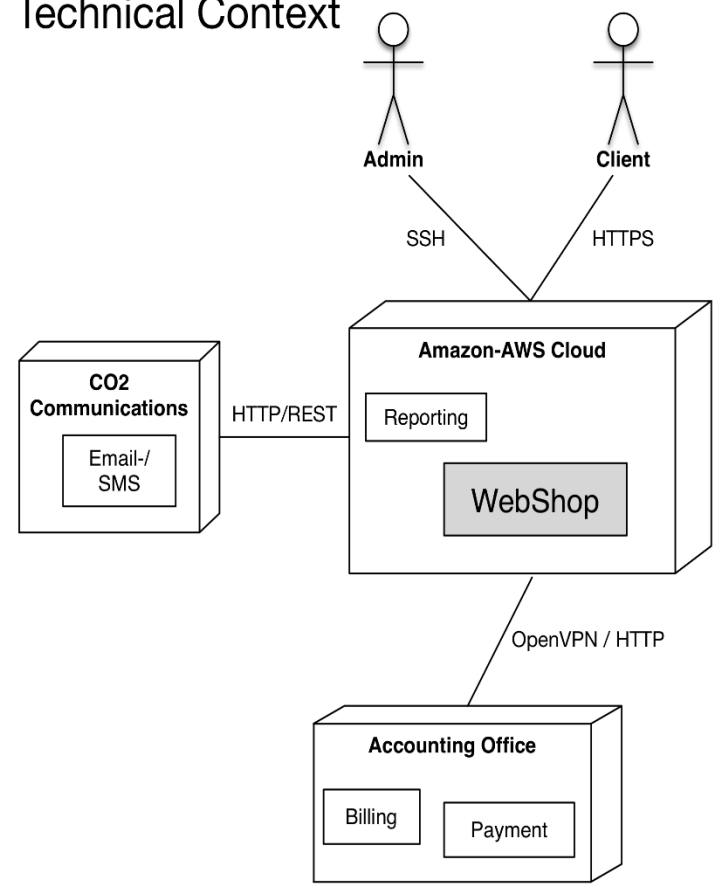 Technical Context
Admin
Client
SSH
HTTPS
Amazon-AWS Cloud
CO2
Communications
HTTP/REST
Reporting
Email-/
SMS
WebShop
OpenVPN / HTTP
Accounting Office
Billing
Payment